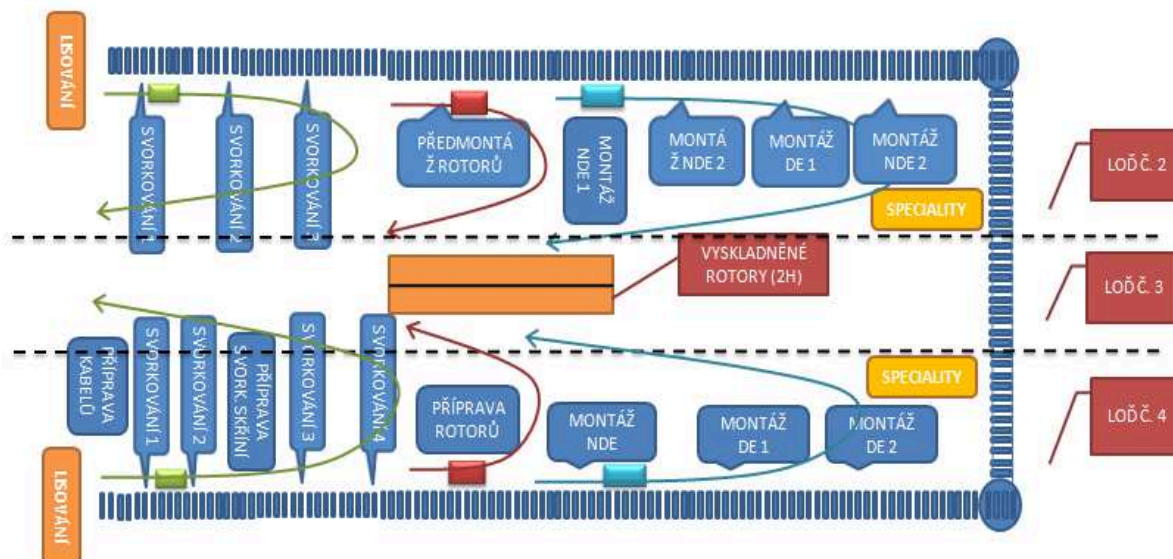 LISOVÁNÍ
SVORKOVÁNÍ 1
SVORKOVÁNÍ 2
SVORKOVÁNÍ 3
PŘEDMONTÁ
Ž ROTORŮ
MONTÁŽ
NDE 1
MONTÁ
Ž NDE 2
MONTÁŽ
DE 1
MONTÁŽ
NDE 2
SPECIALITY
LOĎ Č. 2
VYSKLADNĚNÉ
ROTORY (2H)
LOĎ Č. 3
PŘÍPRAVA
KABELŮ
SVORKOVÁNÍ 1
SVORKOVÁNÍ 2
PŘÍPRAVA
SVORK. SKŘÍNÍ
SVORKOVÁNÍ 3
SVORKOVÁNÍ 4
PŘÍPRAVA
ROTORŮ
MONTÁŽ
NDE
MONTÁŽ
DE 1
MONTÁŽ
DE 2
SPECIALITY
LOĎ Č. 4
LISOVÁNÍ